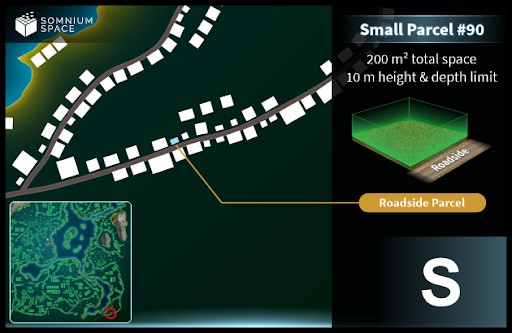 SOMNIUM
SPACE
Small Parcel #90
200 m² total space
10 m height & depth limit
Roadside
Roadside Parcel
S